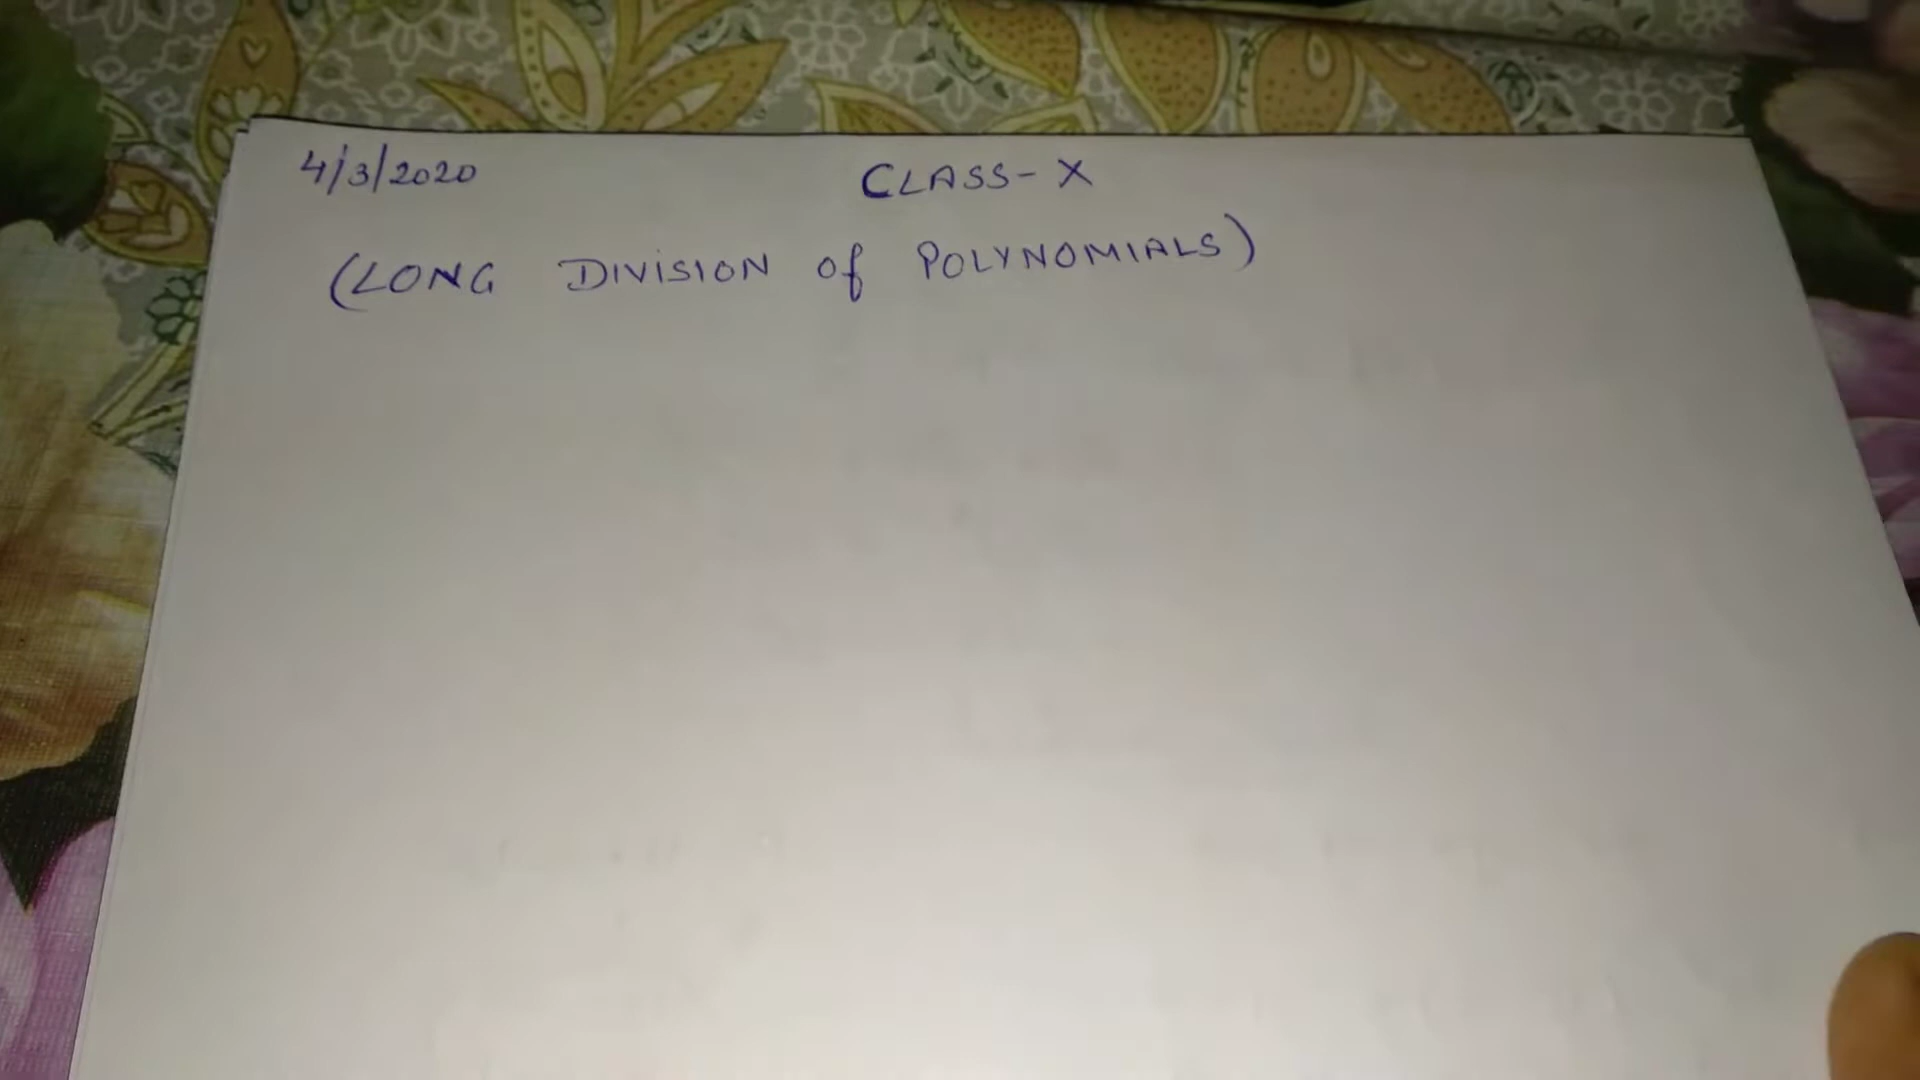 4/3/2020 CLASS-X
(LONG DIVISION of POLYNOMIALS)